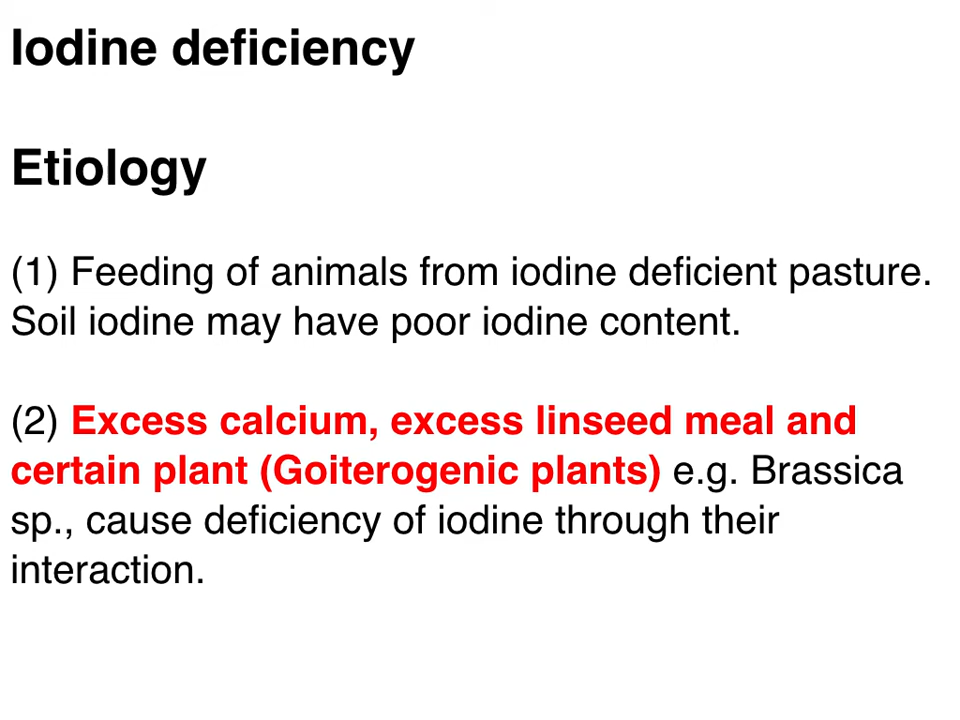 Iodine deficiency
Etiology
(1) Feeding of animals from iodine deficient pasture.
Soil iodine may have poor iodine content.
(2) Excess calcium, excess linseed meal and
certain plant (Goiterogenic plants) e.g. Brassica
sp., cause deficiency of iodine through their
interaction.